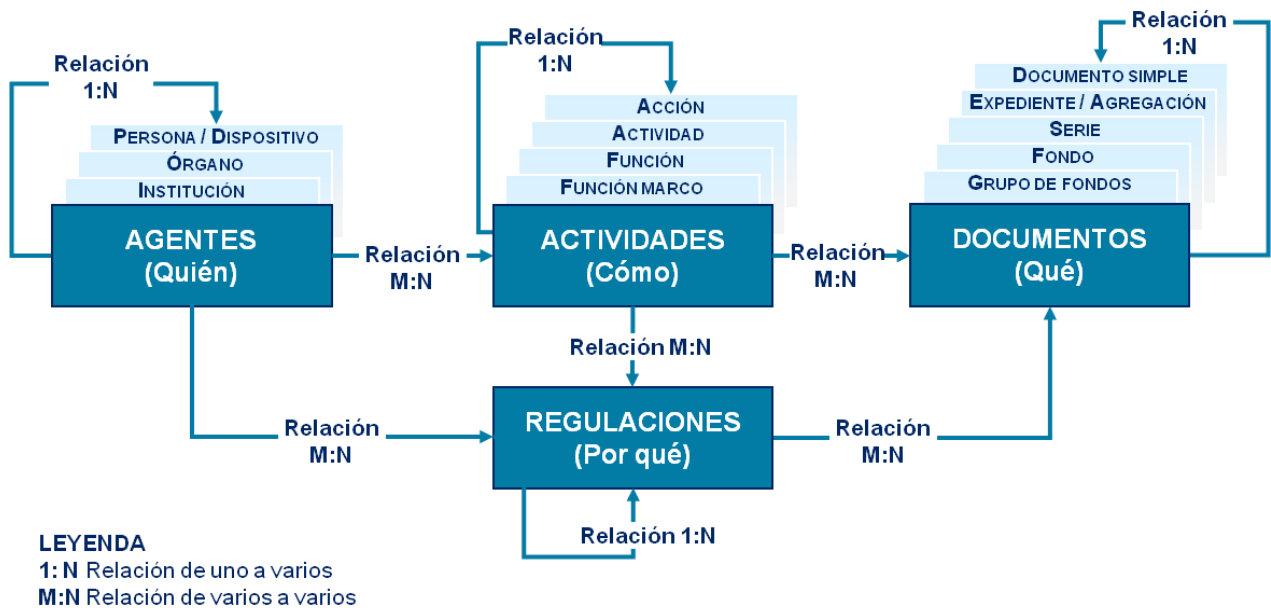 Relación
1:N
PERSONA / DISPOSITIVO
ÓRGANO
INSTITUCIÓN
AGENTES
(Quién)
Relación
M:N
Relación
1:N
ACCIÓN
ACTIVIDAD
FUNCIÓN
FUNCIÓN MARCO
ACTIVIDADES
(Cómo)
Relación
M:N
Relación
1:N
DOCUMENTO SIMPLE
EXPEDIENTE / AGREGACIÓN
SERIE
FONDO
GRUPO DE FONDOS
DOCUMENTOS
(Qué)
Relación M:N
Relación
M:N
REGULACIONES
(Por qué)
Relación
M:N
Relación 1:N
LEYENDA
1: N Relación de uno a varios
M:N Relación de varios a varios